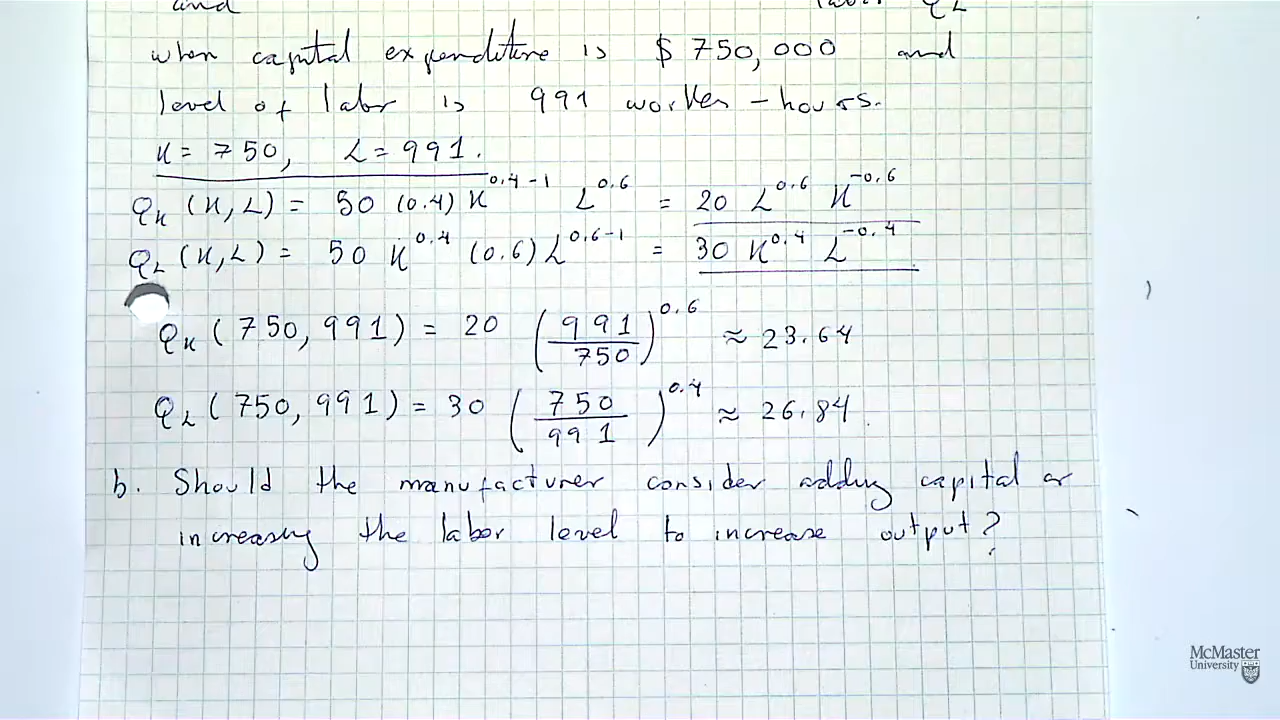 and
when capital expenditure is $ 750,000 and
level of labor is 991 worker-hours.
K = 750, L = 991.
Q_K (K, L) = 50 (0.4) K^{0.4-1} L^{0.6} = 20 L^{0.6} K^{-0.6}
Q_L (K, L) = 50 K^{0.4} (0.6) L^{0.6-1} = 30 K^{0.4} L^{-0.4}
Q_K (750, 991) = 20 (991/750)^{0.6} ≈ 23.64
Q_L (750, 991) = 30 (750/991)^{0.4} ≈ 26.84.
b. Should the manufacturer consider adding capital or
increasing the labor level to increase output?
McMaster
University